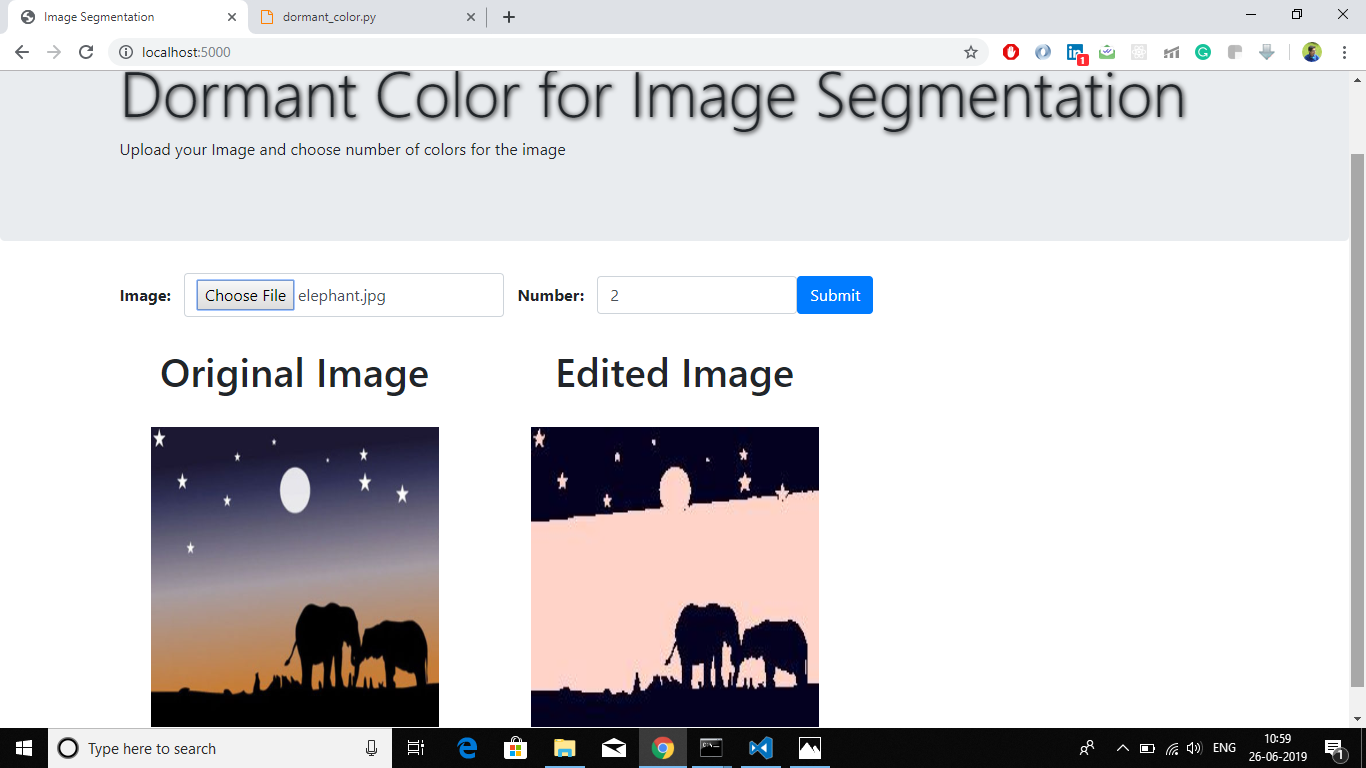 Image Segmentation
dormant_color.py
localhost:5000
1
Dormant Color for Image Segmentation
Upload your Image and choose number of colors for the image
Image: Choose File elephant.jpg Number: 2 Submit
Original Image Edited Image
Type here to search
ENG
10:59
26-06-2019
1